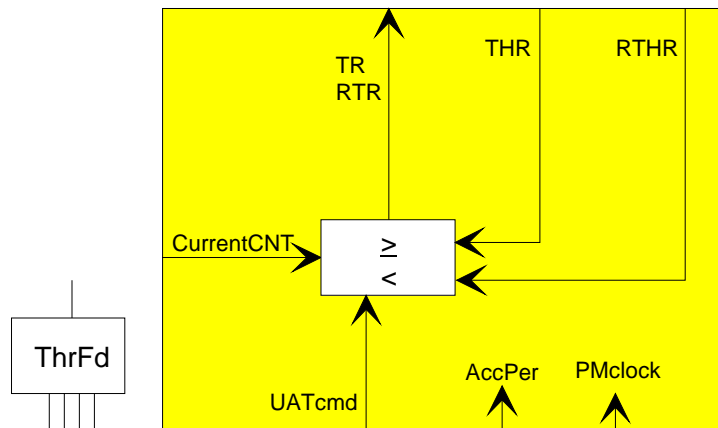 TR
RTR
THR
RTHR
CurrentCNT
≥
<
ThrFd
UATcmd
AccPer
PMclock